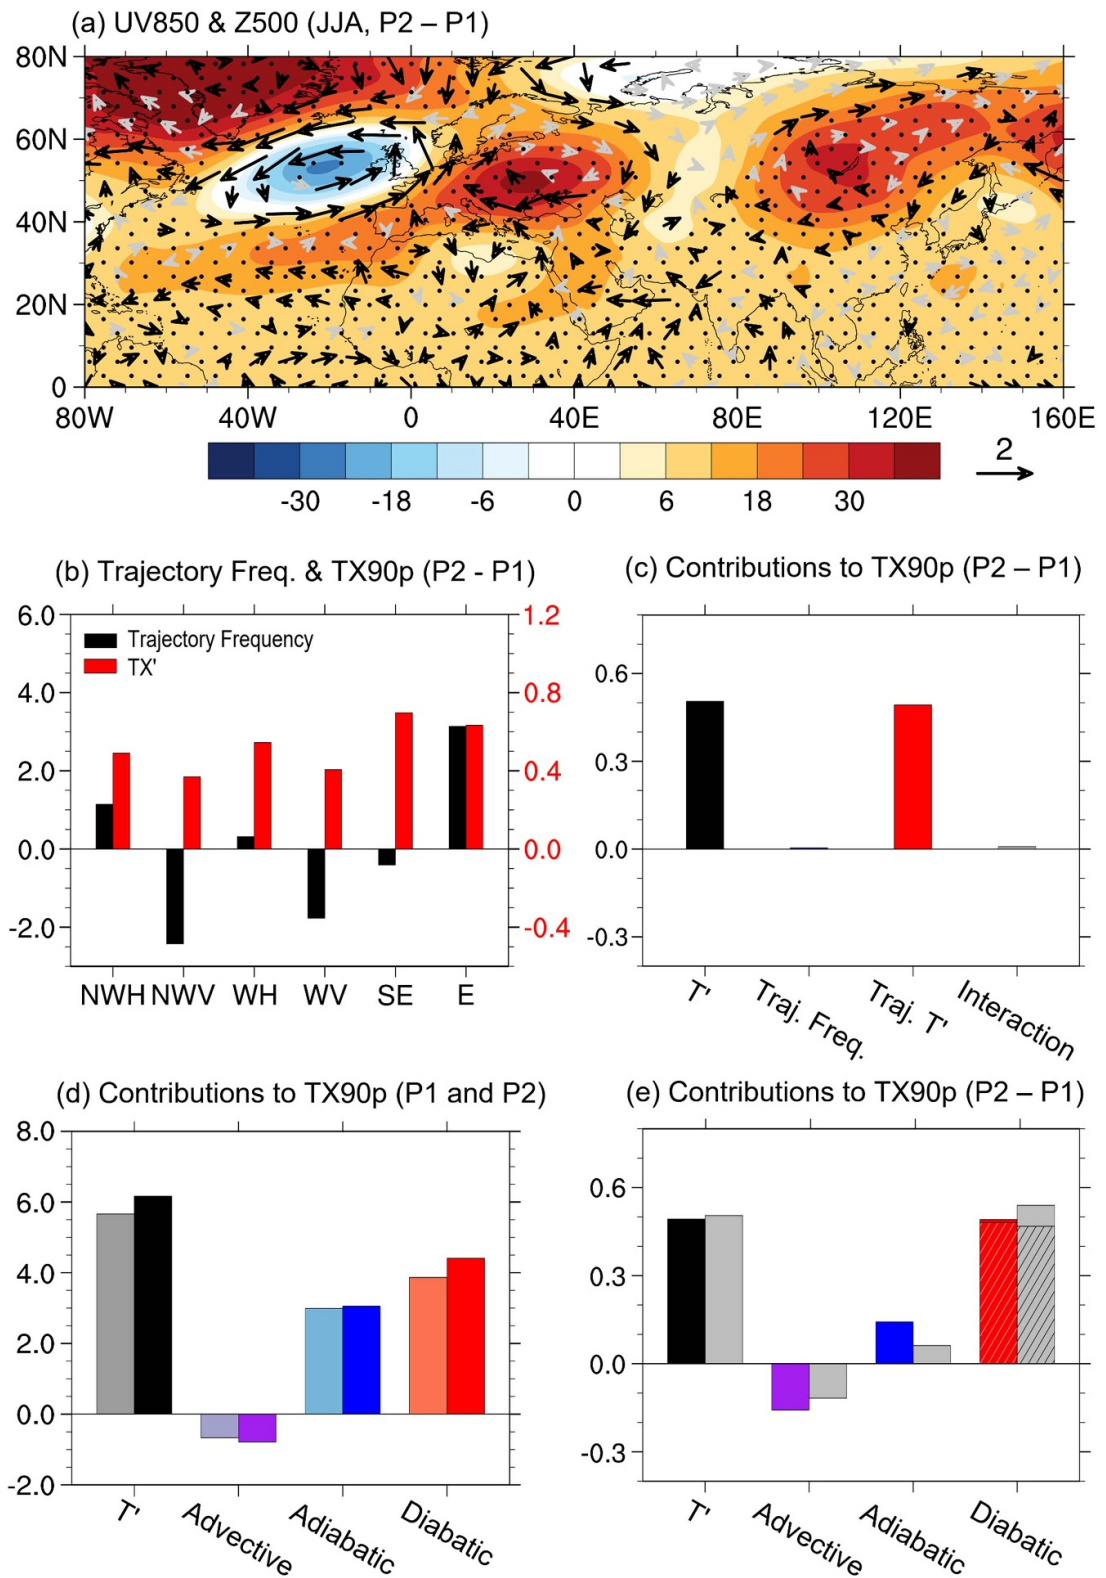 (a) UV850 & Z500 (JJA, P2 – P1)
80N
60N
40N
20N
0
80W 40W 0 40E 80E 120E 160E
-30 -18 -6 0 6 18 30
2
(b) Trajectory Freq. & TX90p (P2 - P1)
6.0
4.0
2.0
0.0
-2.0
Trajectory Frequency
TX'
1.2
0.8
0.4
0.0
-0.4
NWH NWV WH WV SE E
(c) Contributions to TX90p (P2 – P1)
0.6
0.3
0.0
-0.3
T' Traj. Freq. Traj. T' Interaction
(d) Contributions to TX90p (P1 and P2)
8.0
6.0
4.0
2.0
0.0
-2.0
T' Advective Adiabatic Diabatic
(e) Contributions to TX90p (P2 – P1)
0.6
0.3
0.0
-0.3
T' Advective Adiabatic Diabatic